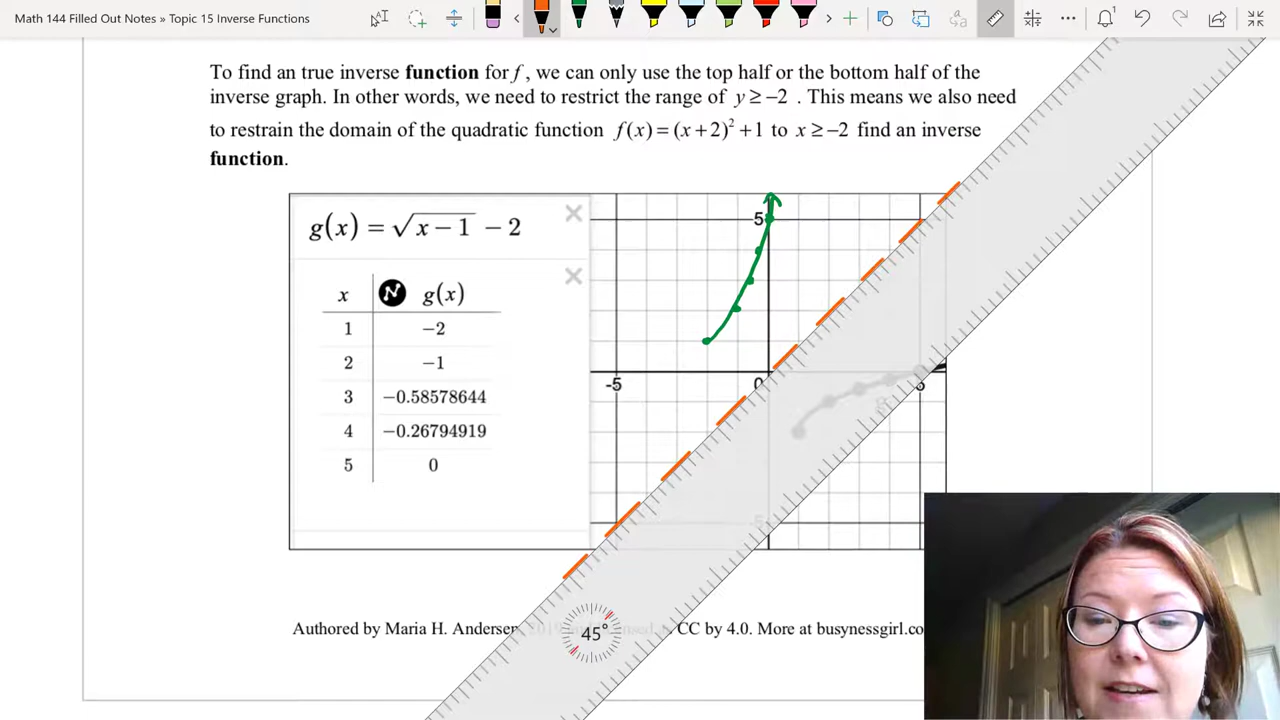 Math 144 Filled Out Notes » Topic 15 Inverse Functions
To find an true inverse function for f , we can only use the top half or the bottom half of the
inverse graph. In other words, we need to restrict the range of y ≥ −2 . This means we also need
to restrain the domain of the quadratic function f(x) = (x+2)² +1 to x ≥ −2 find an inverse
function.
g(x) = √(x − 1) − 2
x g(x)
1 −2
2 −1
3 −0.58578644
4 −0.26794919
5 0
5
-5 0 5
-5
g
45°
Authored by Maria H. Andersen, 2019 CC by 4.0. More at busynessgirl.co